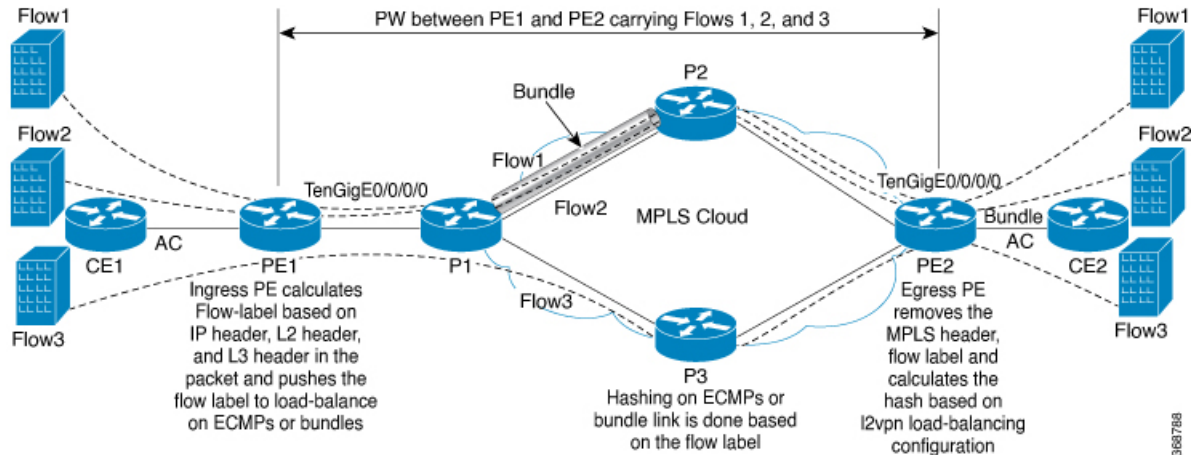 Flow1
PW between PE1 and PE2 carrying Flows 1, 2, and 3
Flow1
P2
Bundle
Flow2
Flow2
Flow1
TenGigE0/0/0/0
TenGigE0/0/0/0
Flow2
MPLS Cloud
Bundle
AC
AC
CE1
PE1
P1
PE2
CE2
Flow3
Flow3
Flow3
Ingress PE calculates
Flow-label based on
IP header, L2 header,
and L3 header in the
packet and pushes the
flow label to load-balance
on ECMPs or bundles
P3
Hashing on ECMPs or
bundle link is done based
on the flow label
Egress PE
removes the
MPLS header,
flow label and
calculates the
hash based on
l2vpn load-balancing
configuration
368788